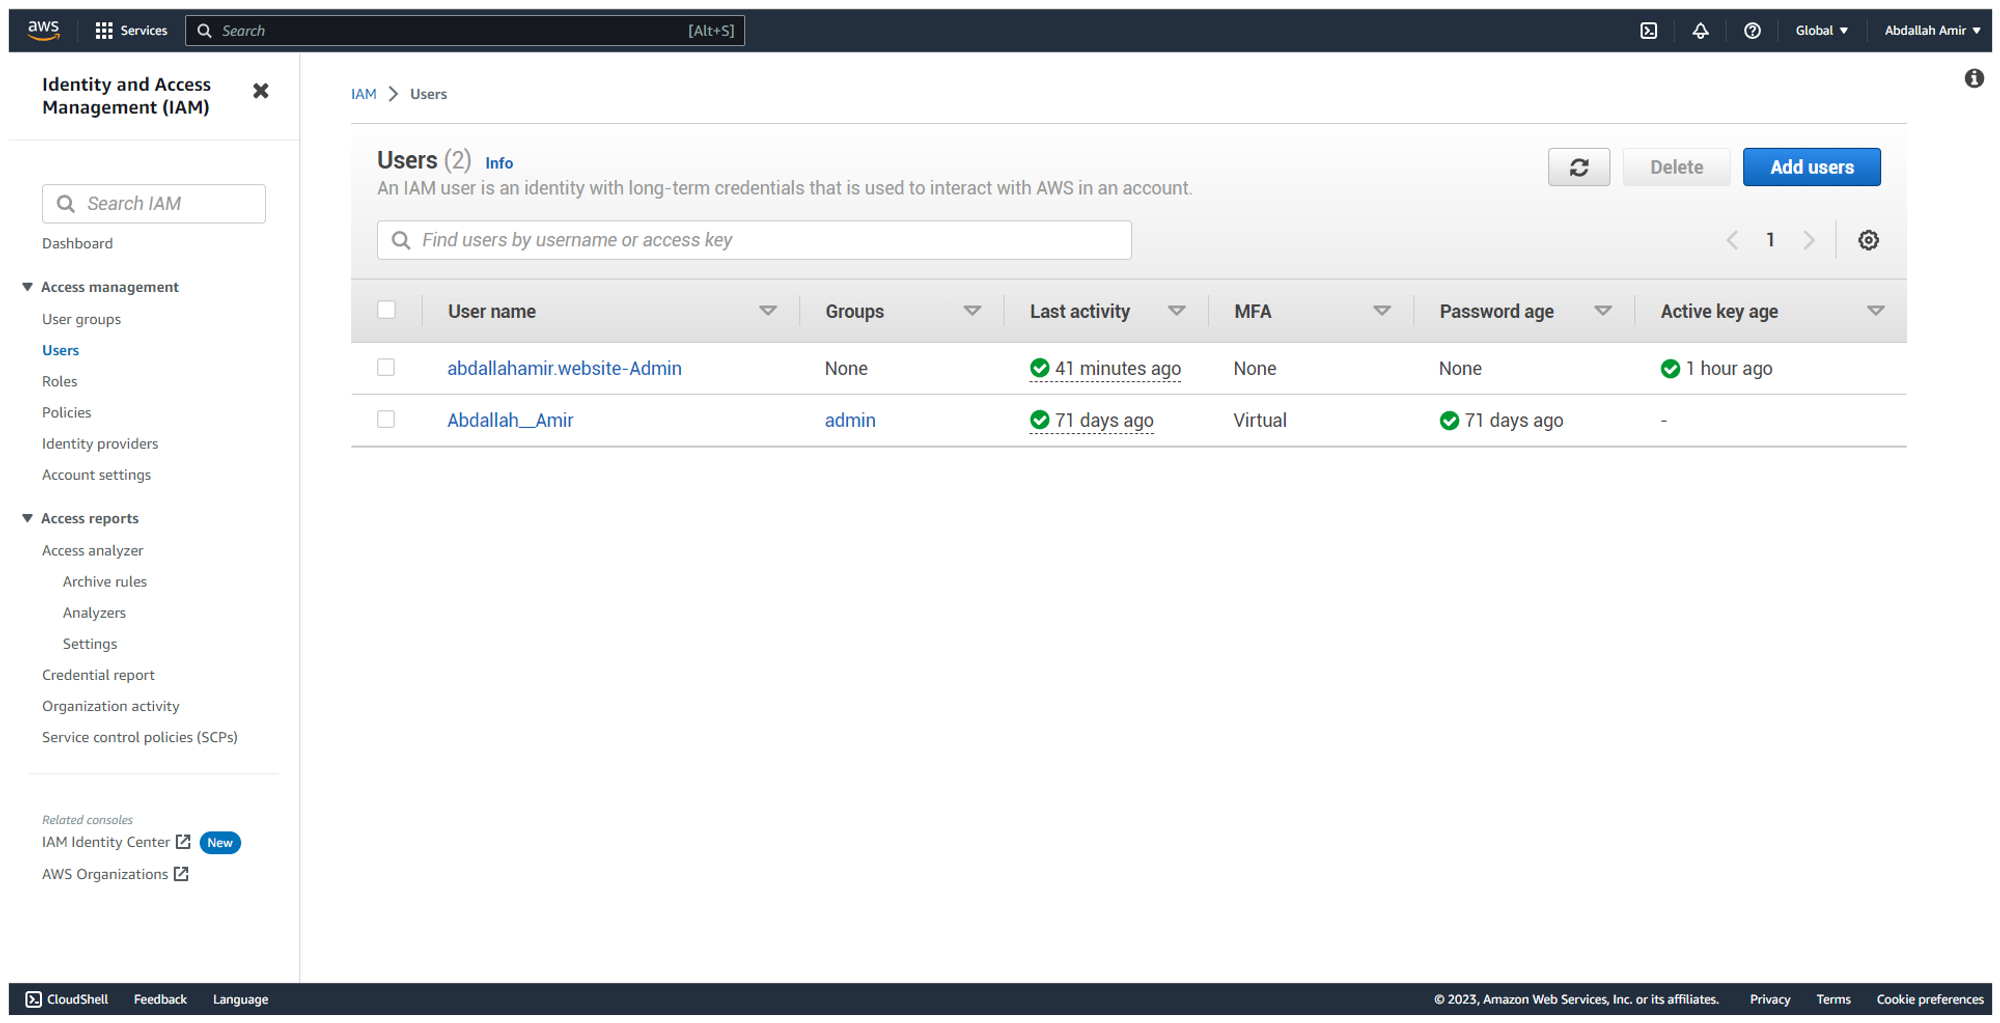 aws Services Search [Alt+S] Global Abdallah Amir
Identity and Access
Management (IAM)
Search IAM
Dashboard
Access management
User groups
Users
Roles
Policies
Identity providers
Account settings
Access reports
Access analyzer
Archive rules
Analyzers
Settings
Credential report
Organization activity
Service control policies (SCPs)
Related consoles
IAM Identity Center New
AWS Organizations
IAM > Users
Users (2) Info
An IAM user is an identity with long-term credentials that is used to interact with AWS in an account.
Delete Add users
Find users by username or access key
1
User name Groups Last activity MFA Password age Active key age
abdallahamir.website-Admin None 41 minutes ago None None 1 hour ago
Abdallah__Amir admin 71 days ago Virtual 71 days ago -
CloudShell Feedback Language © 2023, Amazon Web Services, Inc. or its affiliates. Privacy Terms Cookie preferences